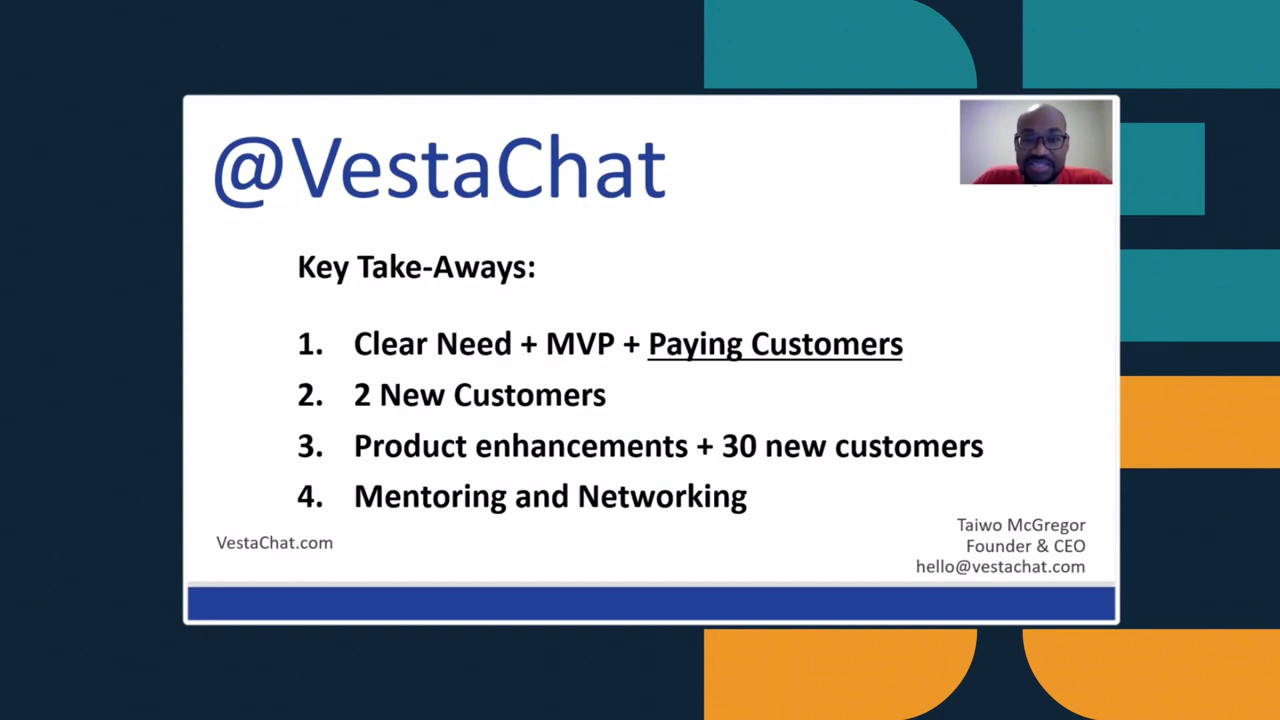 @VestaChat
Key Take-Aways:
1. Clear Need + MVP + Paying Customers
2. 2 New Customers
3. Product enhancements + 30 new customers
4. Mentoring and Networking
VestaChat.com
Taiwo McGregor
Founder & CEO
hello@vestachat.com